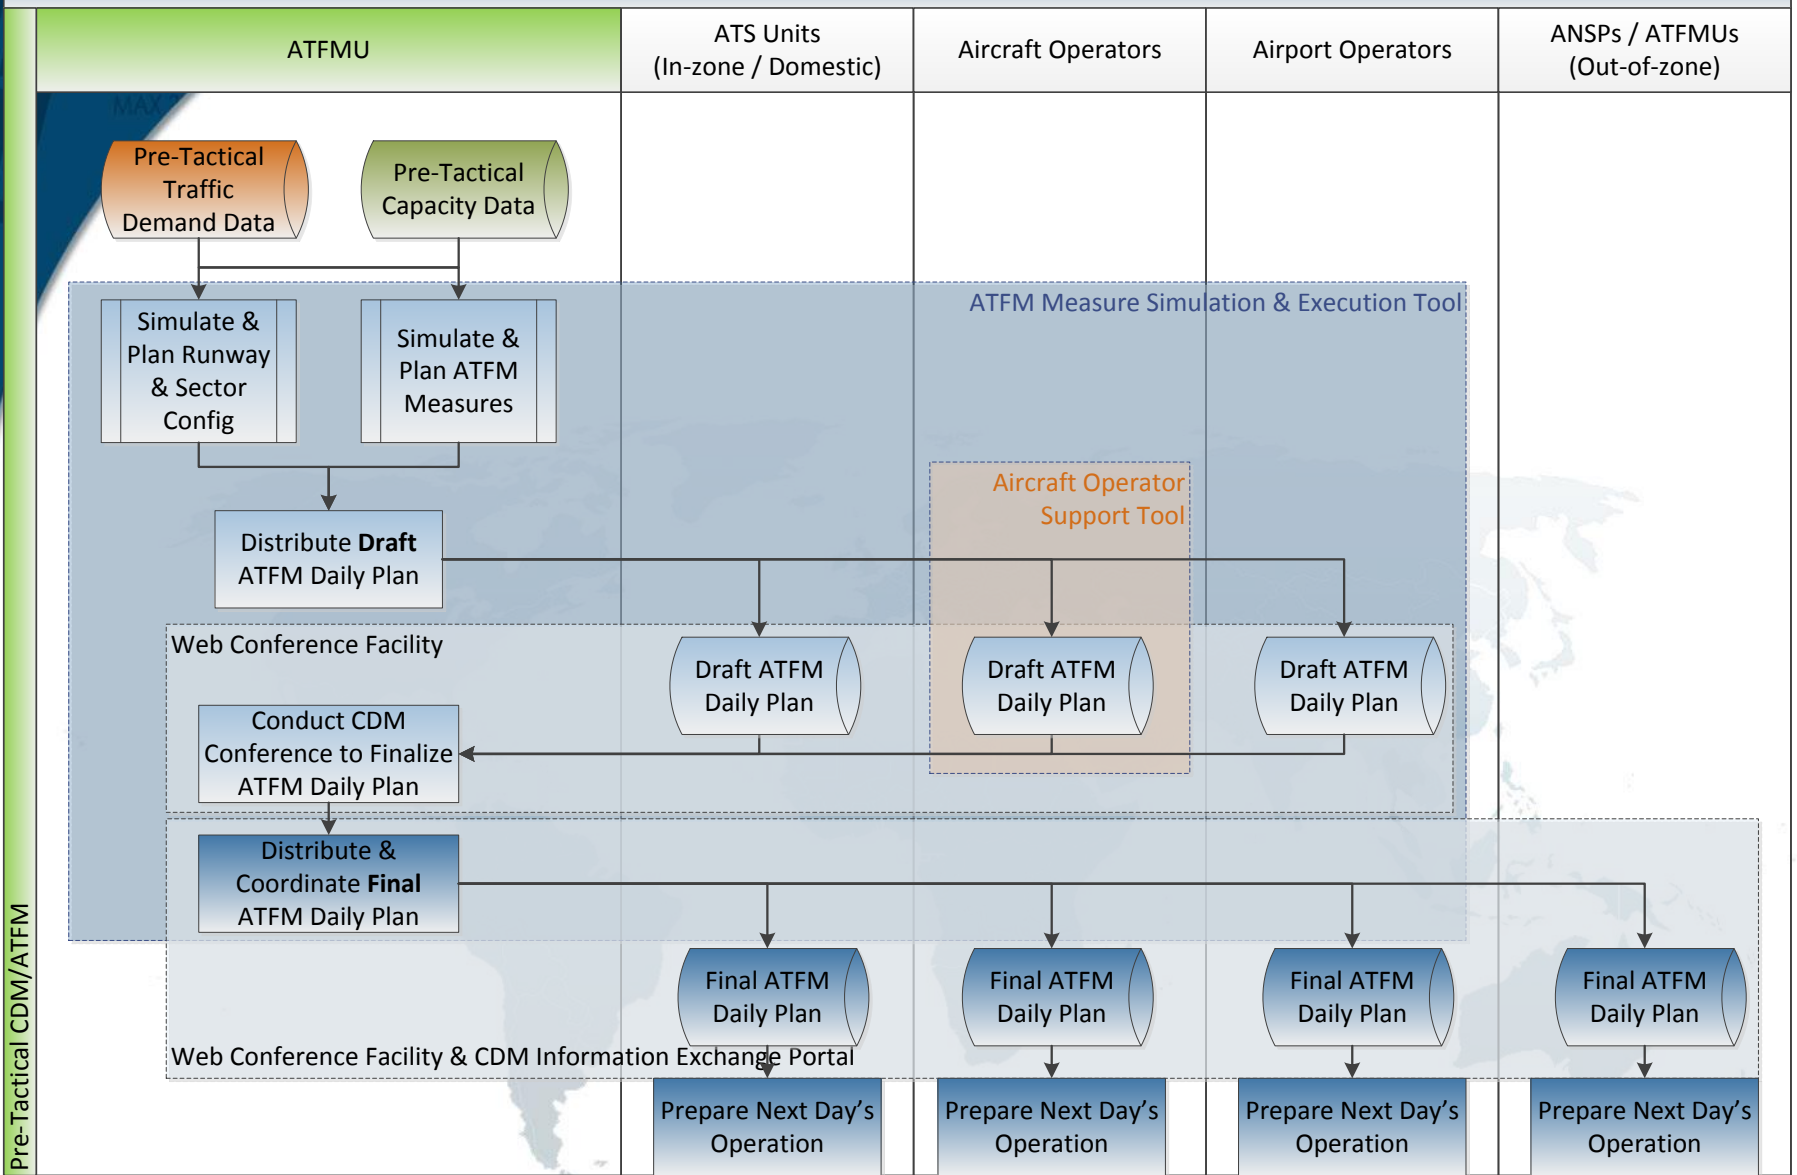 ATFMU
ATS Units
(In-zone / Domestic)
Aircraft Operators
Airport Operators
ANSPs / ATFMUs
(Out-of-zone)
Pre-Tactical CDM/ATFM
Pre-Tactical
Traffic
Demand Data
Pre-Tactical
Capacity Data
ATFM Measure Simulation & Execution Tool
Simulate &
Plan Runway
& Sector
Config
Simulate &
Plan ATFM
Measures
Aircraft Operator
Support Tool
Distribute Draft
ATFM Daily Plan
Web Conference Facility
Draft ATFM
Daily Plan
Draft ATFM
Daily Plan
Draft ATFM
Daily Plan
Conduct CDM
Conference to Finalize
ATFM Daily Plan
Distribute &
Coordinate Final
ATFM Daily Plan
Final ATFM
Daily Plan
Final ATFM
Daily Plan
Final ATFM
Daily Plan
Final ATFM
Daily Plan
Web Conference Facility & CDM Information Exchange Portal
Prepare Next Day's
Operation
Prepare Next Day's
Operation
Prepare Next Day's
Operation
Prepare Next Day's
Operation